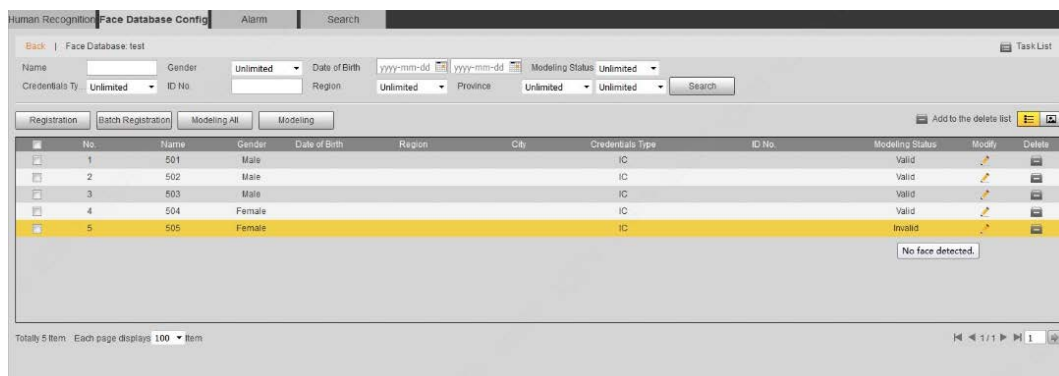 Human Recognition Face Database Config Alarm Search
Back | Face Database: test Task List
Name Gender Unlimited Date of Birth yyyy-mm-dd yyyy-mm-dd Modeling Status Unlimited
Credentials Ty... Unlimited ID No. Region Unlimited Province Unlimited Unlimited Search
Registration Batch Registration Modeling All Modeling Add to the delete list
No. Name Gender Date of Birth Region City Credentials Type ID No. Modeling Status Modify Delete
1 501 Male IC Valid
2 502 Male IC Valid
3 503 Male IC Valid
4 504 Female IC Valid
5 505 Female IC Invalid
No face detected.
Totally 5 Item Each page displays 100 Item 1/1 1